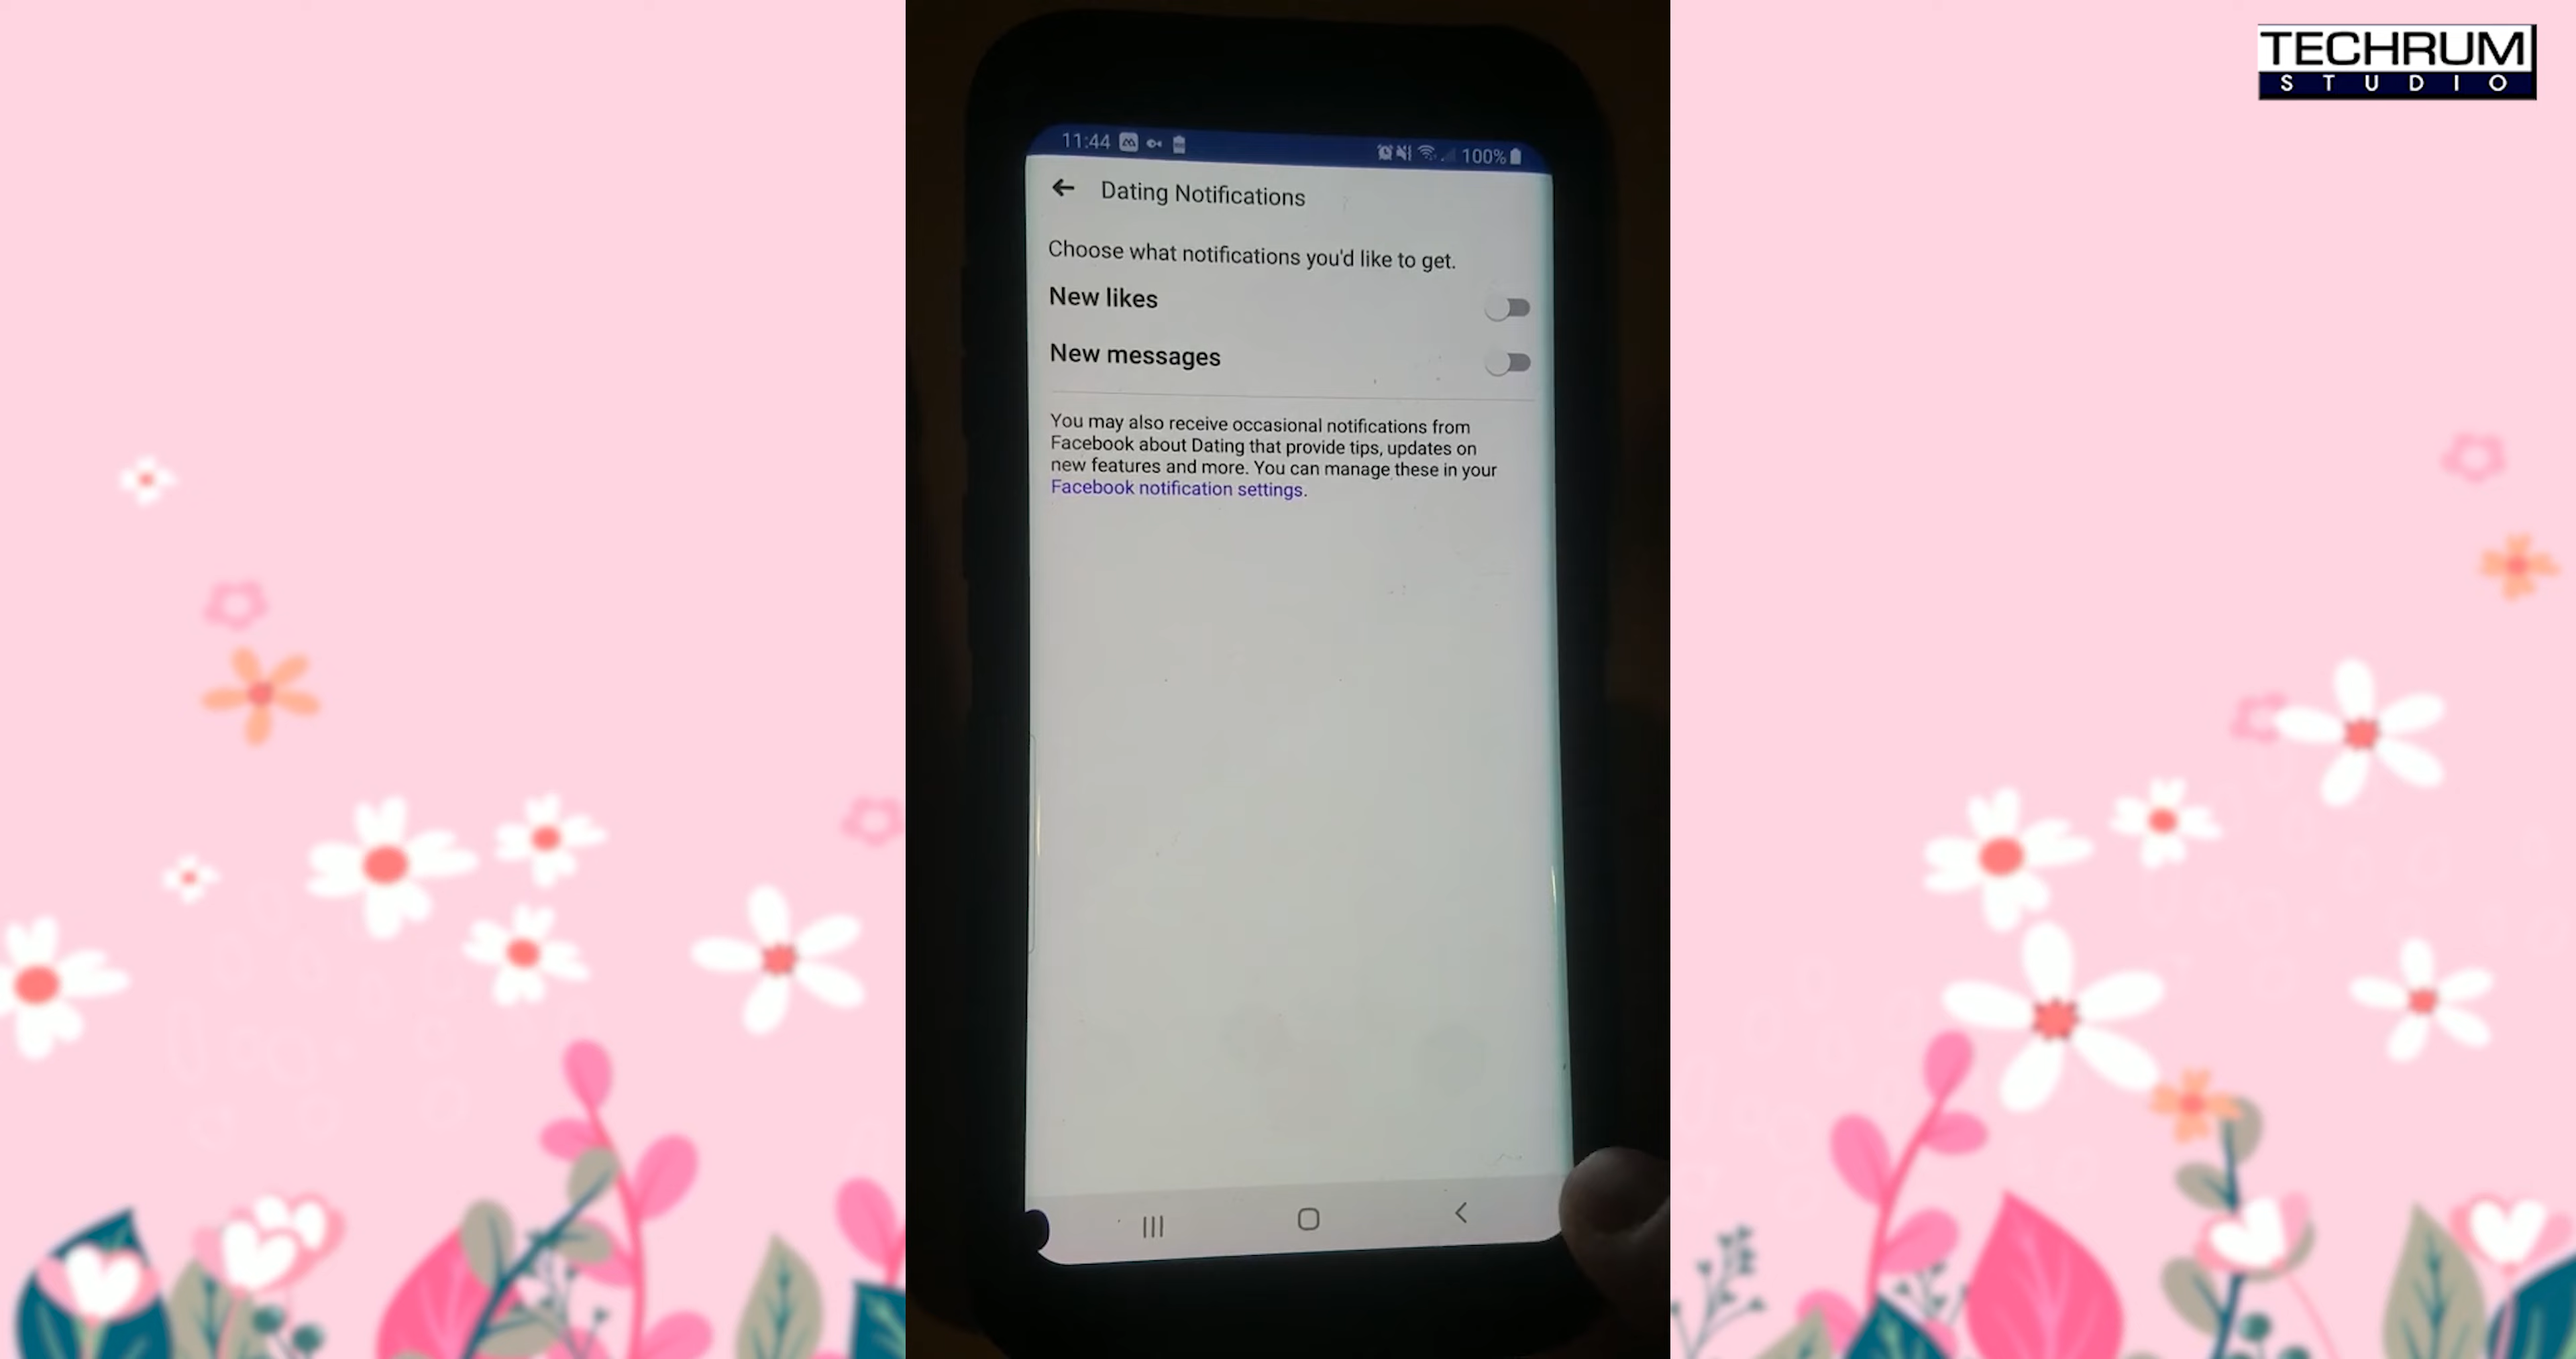 TECHRUM
STUDIO
11:44
100%
Dating Notifications
Choose what notifications you'd like to get.
New likes
New messages
You may also receive occasional notifications from
Facebook about Dating that provide tips, updates on
new features and more. You can manage these in your
Facebook notification settings.